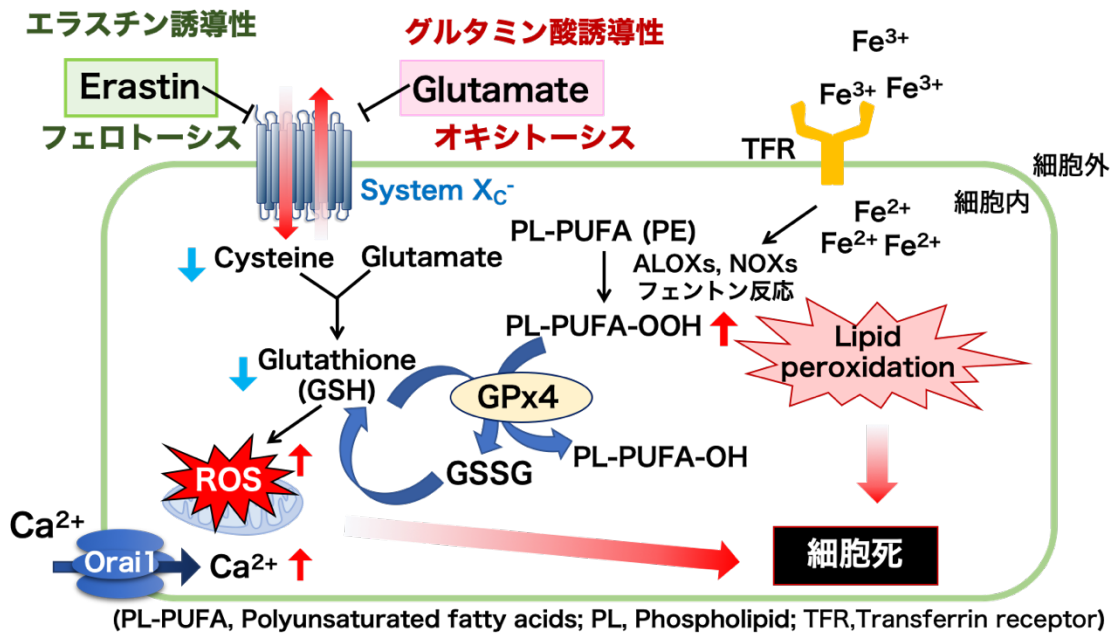 エラスチン誘導性
Erastin
フェロトーシス
グルタミン酸誘導性
Glutamate
オキシトーシス
Fe³⁺
Fe³⁺ Fe³⁺
TFR
細胞外
細胞内
System X_C⁻
Fe²⁺
Fe²⁺ Fe²⁺
Cysteine
Glutamate
PL-PUFA (PE)
ALOXs, NOXs
フェントン反応
PL-PUFA-OOH
Lipid
peroxidation
Glutathione
(GSH)
GPx4
GSSG
PL-PUFA-OH
ROS
Ca²⁺
Orai1
Ca²⁺
細胞死
(PL-PUFA, Polyunsaturated fatty acids; PL, Phospholipid; TFR,Transferrin receptor)